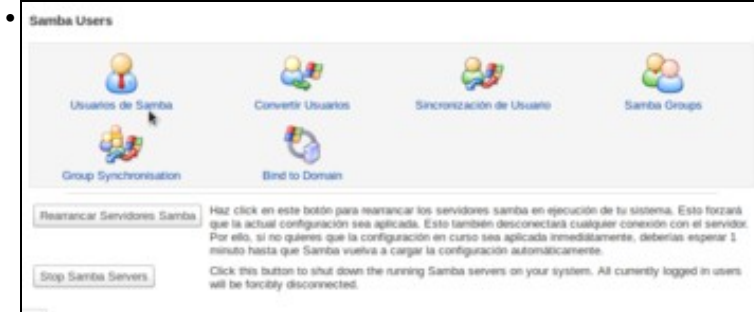 Samba Users
Usuarios de Samba
Convertir Usuarios
Sincronización de Usuario
Samba Groups
Group Synchronisation
Bind to Domain
Rearrancar Servidores Samba
Haz click en este botón para rearrancar los servidores samba en ejecución de tu sistema. Esto forzará
que la actual configuración sea aplicada. Esto también desconectará cualquier conexión con el servidor.
Por ello, si no quieres que la configuración en curso sea aplicada inmediátamente, deberías esperar 1
minuto hasta que Samba vuelva a cargar la configuración automáticamente.
Stop Samba Servers
Click this button to shut down the running Samba servers on your system. All currently logged in users
will be forcibly disconnected.